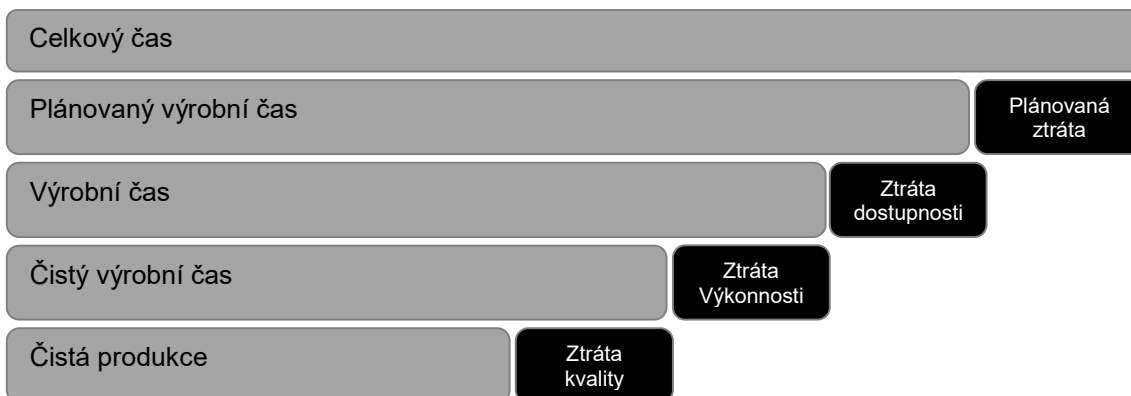 Celkový čas
Plánovaný výrobní čas
Plánovaná
ztráta
Výrobní čas
Ztráta
dostupnosti
Čistý výrobní čas
Ztráta
Výkonnosti
Čistá produkce
Ztráta
kvality